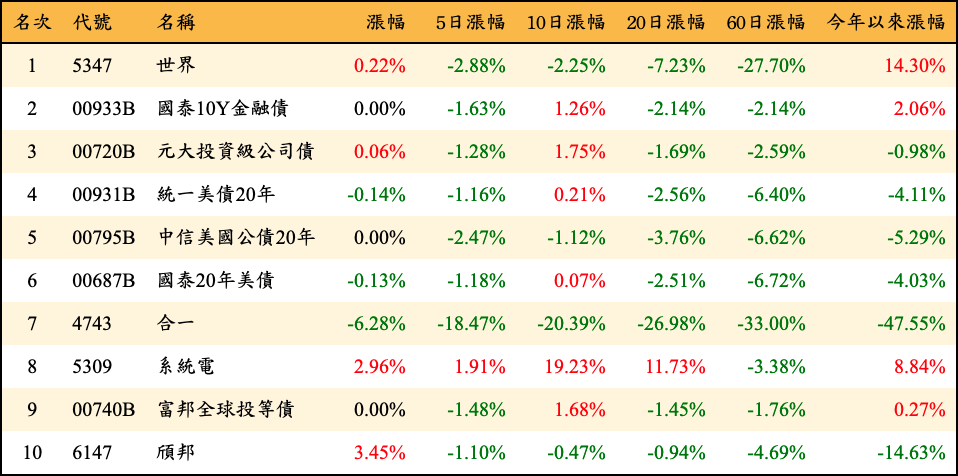 名次 代號 名稱 漲幅 5日漲幅 10日漲幅 20日漲幅 60日漲幅 今年以來漲幅
1 5347 世界 0.22% -2.88% -2.25% -7.23% -27.70% 14.30%
2 00933B 國泰10Y金融債 0.00% -1.63% 1.26% -2.14% -2.14% 2.06%
3 00720B 元大投資級公司債 0.06% -1.28% 1.75% -1.69% -2.59% -0.98%
4 00931B 統一美債20年 -0.14% -1.16% 0.21% -2.56% -6.40% -4.11%
5 00795B 中信美國公債20年 0.00% -2.47% -1.12% -3.76% -6.62% -5.29%
6 00687B 國泰20年美債 -0.13% -1.18% 0.07% -2.51% -6.72% -4.03%
7 4743 合一 -6.28% -18.47% -20.39% -26.98% -33.00% -47.55%
8 5309 系統電 2.96% 1.91% 19.23% 11.73% -3.38% 8.84%
9 00740B 富邦全球投等債 0.00% -1.48% 1.68% -1.45% -1.76% 0.27%
10 6147 頎邦 3.45% -1.10% -0.47% -0.94% -4.69% -14.63%